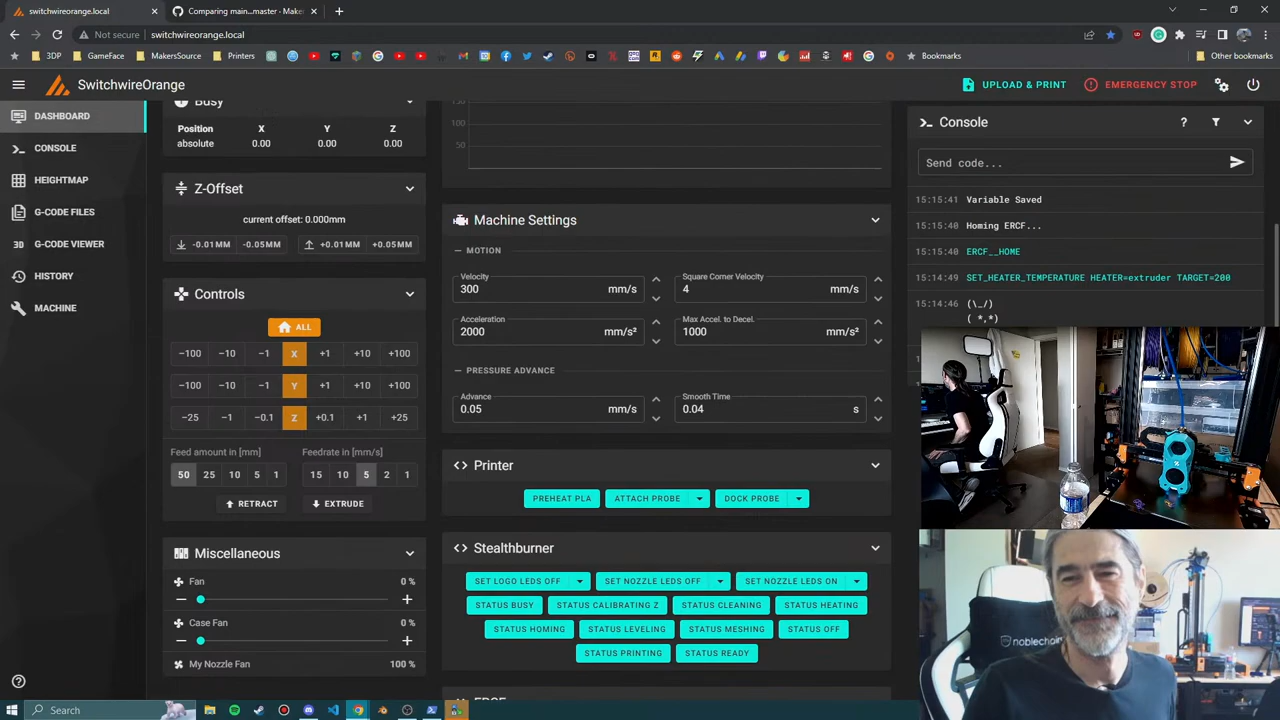 switchwireorange.local
Comparing main...master · Make
Not secure
switchwireorange.local
3DP
GameFace
MakersSource
Printers
Bookmarks
Other bookmarks
SwitchwireOrange
UPLOAD & PRINT
EMERGENCY STOP
DASHBOARD
CONSOLE
HEIGHTMAP
G-CODE FILES
3D G-CODE VIEWER
HISTORY
MACHINE
Busy
Position X Y Z
absolute 0.00 0.00 0.00
Z-Offset
current offset: 0.000mm
-0.01MM -0.05MM +0.01MM +0.05MM
Controls
ALL
−100 −10 −1 X +1 +10 +100
−100 −10 −1 Y +1 +10 +100
−25 −1 −0.1 Z +0.1 +1 +25
Feed amount in [mm] Feedrate in [mm/s]
50 25 10 5 1 15 10 5 2 1
RETRACT EXTRUDE
Miscellaneous
Fan 0 %
Case Fan 0 %
My Nozzle Fan 100 %
150
100
50
Machine Settings
MOTION
Velocity Square Corner Velocity
300 mm/s 4 mm/s
Acceleration Max Accel. to Decel.
2000 mm/s² 1000 mm/s²
PRESSURE ADVANCE
Advance Smooth Time
0.05 mm/s 0.04 s
Printer
PREHEAT PLA ATTACH PROBE DOCK PROBE
Stealthburner
SET LOGO LEDS OFF SET NOZZLE LEDS OFF SET NOZZLE LEDS ON
STATUS BUSY STATUS CALIBRATING Z STATUS CLEANING STATUS HEATING
STATUS HOMING STATUS LEVELING STATUS MESHING STATUS OFF
STATUS PRINTING STATUS READY
Console
Send code...
15:15:41 Variable Saved
15:15:40 Homing ERCF...
15:15:40 ERCF__HOME
15:14:49 SET_HEATER_TEMPERATURE HEATER=extruder TARGET=200
15:14:46 (\_/)
( *,*)
noblechairs
Search